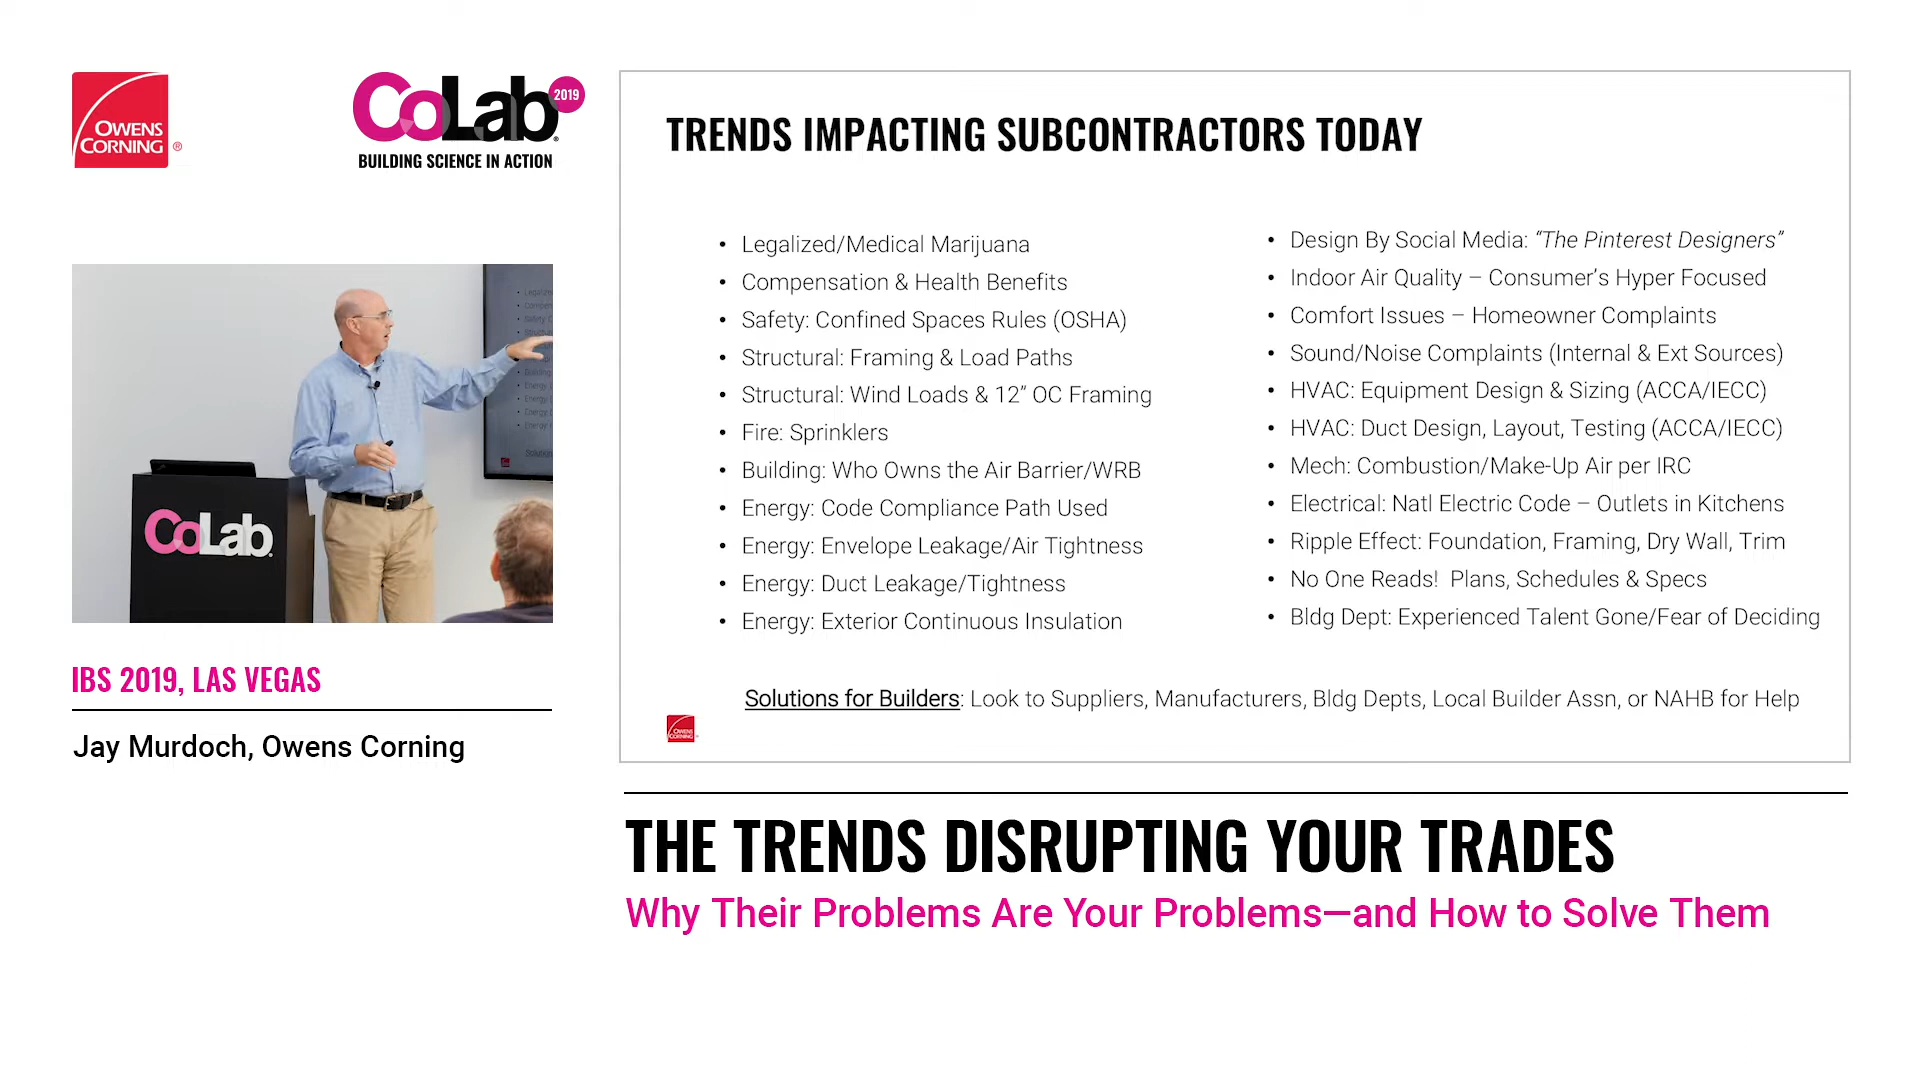 OWENS
CORNING ®
CoLab 2019
BUILDING SCIENCE IN ACTION
CoLab
IBS 2019, LAS VEGAS
Jay Murdoch, Owens Corning
TRENDS IMPACTING SUBCONTRACTORS TODAY
• Legalized/Medical Marijuana
• Compensation & Health Benefits
• Safety: Confined Spaces Rules (OSHA)
• Structural: Framing & Load Paths
• Structural: Wind Loads & 12” OC Framing
• Fire: Sprinklers
• Building: Who Owns the Air Barrier/WRB
• Energy: Code Compliance Path Used
• Energy: Envelope Leakage/Air Tightness
• Energy: Duct Leakage/Tightness
• Energy: Exterior Continuous Insulation
• Design By Social Media: “The Pinterest Designers”
• Indoor Air Quality – Consumer’s Hyper Focused
• Comfort Issues – Homeowner Complaints
• Sound/Noise Complaints (Internal & Ext Sources)
• HVAC: Equipment Design & Sizing (ACCA/IECC)
• HVAC: Duct Design, Layout, Testing (ACCA/IECC)
• Mech: Combustion/Make-Up Air per IRC
• Electrical: Natl Electric Code – Outlets in Kitchens
• Ripple Effect: Foundation, Framing, Dry Wall, Trim
• No One Reads! Plans, Schedules & Specs
• Bldg Dept: Experienced Talent Gone/Fear of Deciding
Solutions for Builders: Look to Suppliers, Manufacturers, Bldg Depts, Local Builder Assn, or NAHB for Help
OWENS
CORNING
THE TRENDS DISRUPTING YOUR TRADES
Why Their Problems Are Your Problems—and How to Solve Them